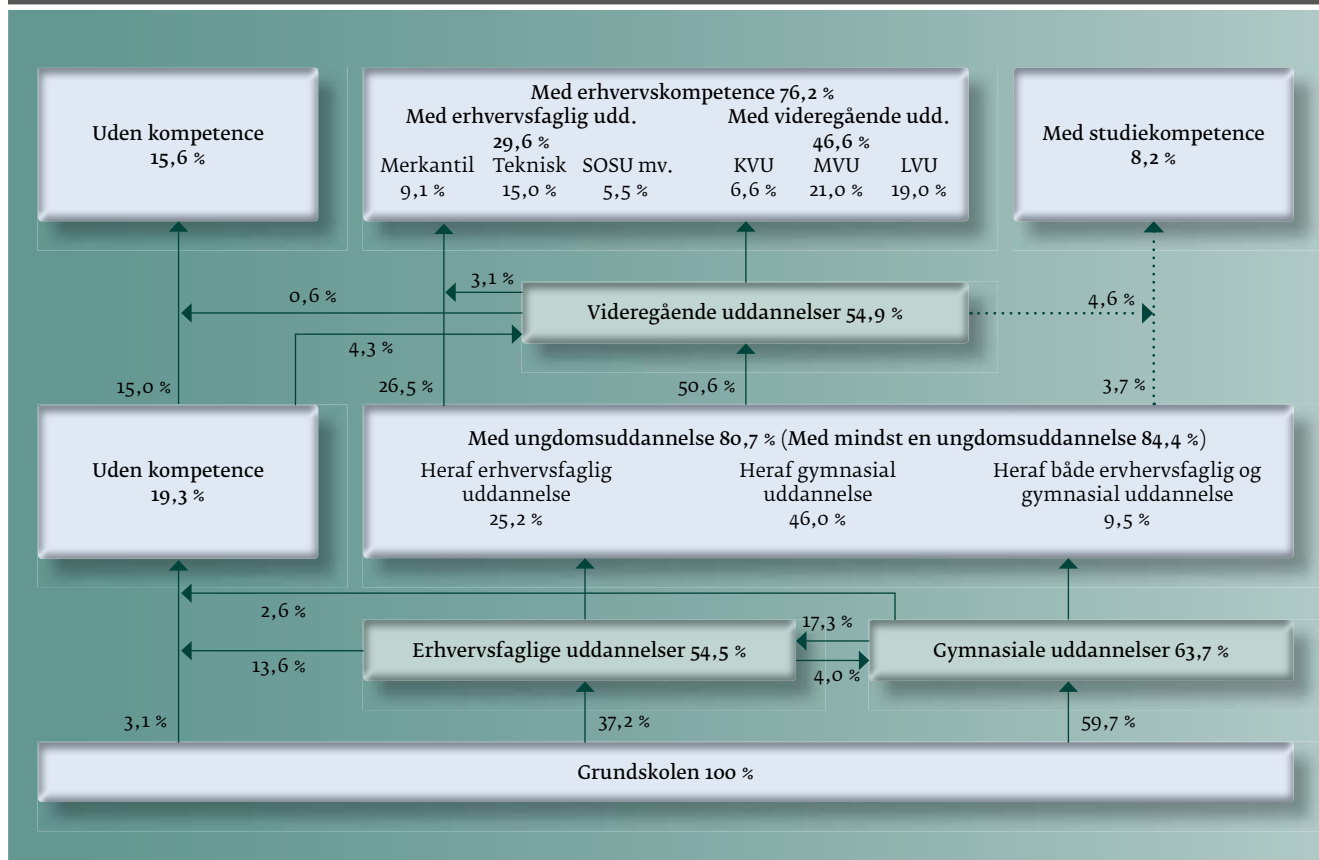 Uden kompetence
15,6 %
Med erhvervskompetence 76,2 %
Med erhvervsfaglig udd.
29,6 %
Merkantil
9,1 %
Teknisk
15,0 %
SOSU mv.
5,5 %
Med videregående udd.
46,6 %
KVU
6,6 %
MVU
21,0 %
LVU
19,0 %
Med studiekompetence
8,2 %
3,1 %
0,6 %
Videregående uddannelser 54,9 %
4,6 %
4,3 %
15,0 %
26,5 %
50,6 %
3,7 %
Uden kompetence
19,3 %
Med ungdomsuddannelse 80,7 % (Med mindst en ungdomsuddannelse 84,4 %)
Heraf erhvervsfaglig
uddannelse
25,2 %
Heraf gymnasial
uddannelse
46,0 %
Heraf både ervhervsfaglig og
gymnasial uddannelse
9,5 %
2,6 %
17,3 %
Erhvervsfaglige uddannelser 54,5 %
Gymnasiale uddannelser 63,7 %
13,6 %
4,0 %
3,1 %
37,2 %
59,7 %
Grundskolen 100 %